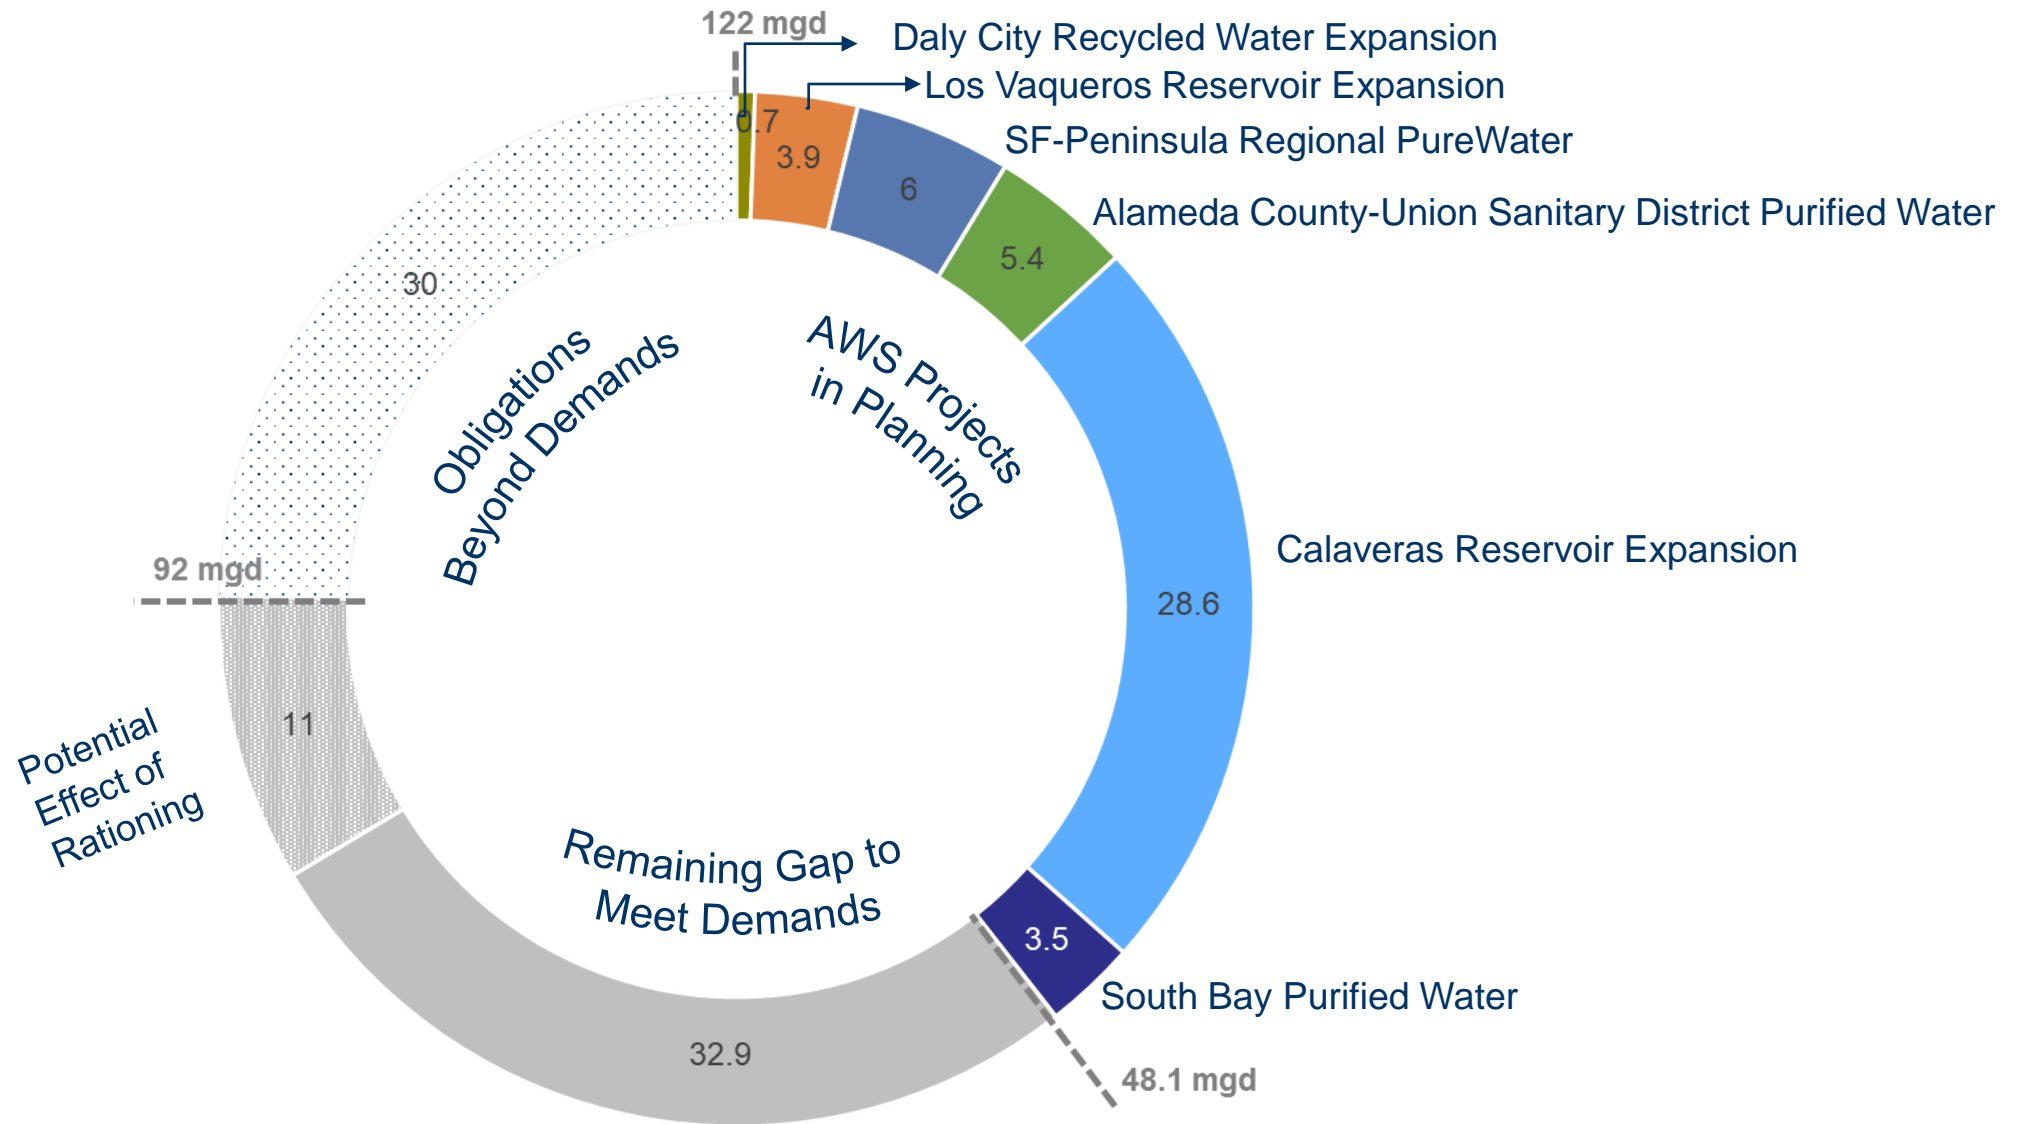 122 mgd
Daly City Recycled Water Expansion
Los Vaqueros Reservoir Expansion
0.7
3.9
SF-Peninsula Regional PureWater
6
Alameda County-Union Sanitary District Purified Water
5.4
30
Obligations
Beyond Demands
AWS Projects
in Planning
Calaveras Reservoir Expansion
92 mgd
28.6
11
Potential
Effect of
Rationing
Remaining Gap to
Meet Demands
3.5
South Bay Purified Water
32.9
48.1 mgd